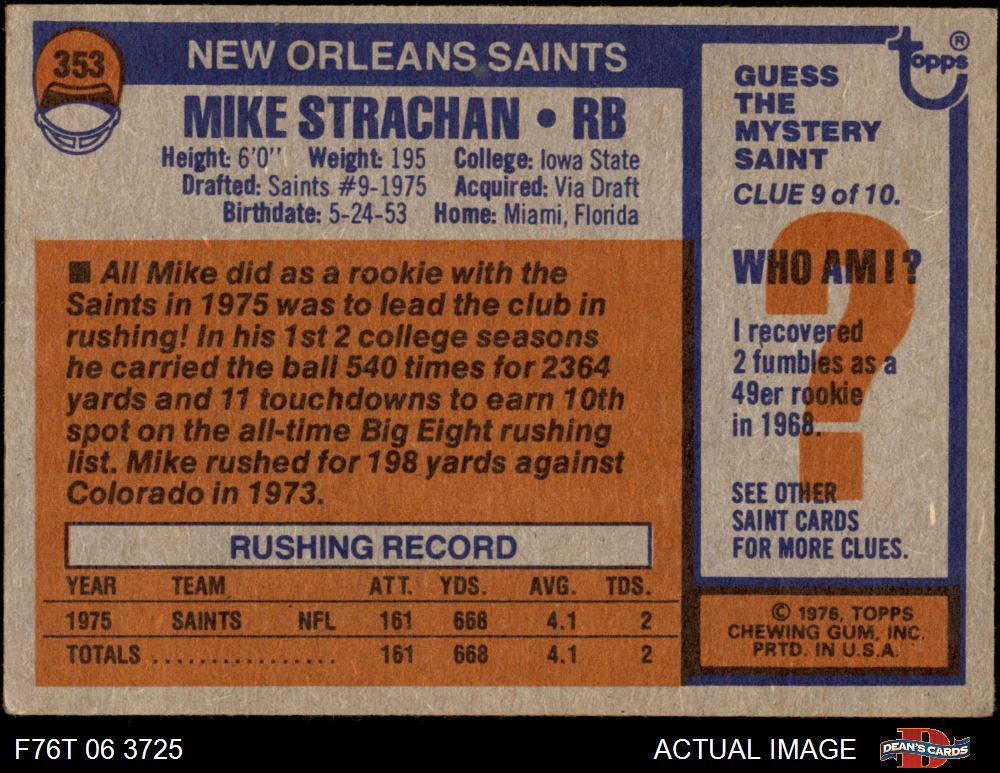 353
NEW ORLEANS SAINTS
MIKE STRACHAN • RB
Height: 6'0'' Weight: 195 College: Iowa State
Drafted: Saints #9-1975 Acquired: Via Draft
Birthdate: 5-24-53 Home: Miami, Florida
■ All Mike did as a rookie with the
Saints in 1975 was to lead the club in
rushing! In his 1st 2 college seasons
he carried the ball 540 times for 2364
yards and 11 touchdowns to earn 10th
spot on the all-time Big Eight rushing
list. Mike rushed for 198 yards against
Colorado in 1973.
RUSHING RECORD
YEAR TEAM ATT. YDS. AVG. TDS.
1975 SAINTS NFL 161 668 4.1 2
TOTALS ................ 161 668 4.1 2
topps ®
GUESS
THE
MYSTERY
SAINT
CLUE 9 of 10.
WHO AM I ?
?
I recovered
2 fumbles as a
49er rookie
in 1968.
SEE OTHER
SAINT CARDS
FOR MORE CLUES.
© 1976, TOPPS
CHEWING GUM, INC.
PRTD. IN U.S.A.
F76T 06 3725
ACTUAL IMAGE
DEAN'S CARDS